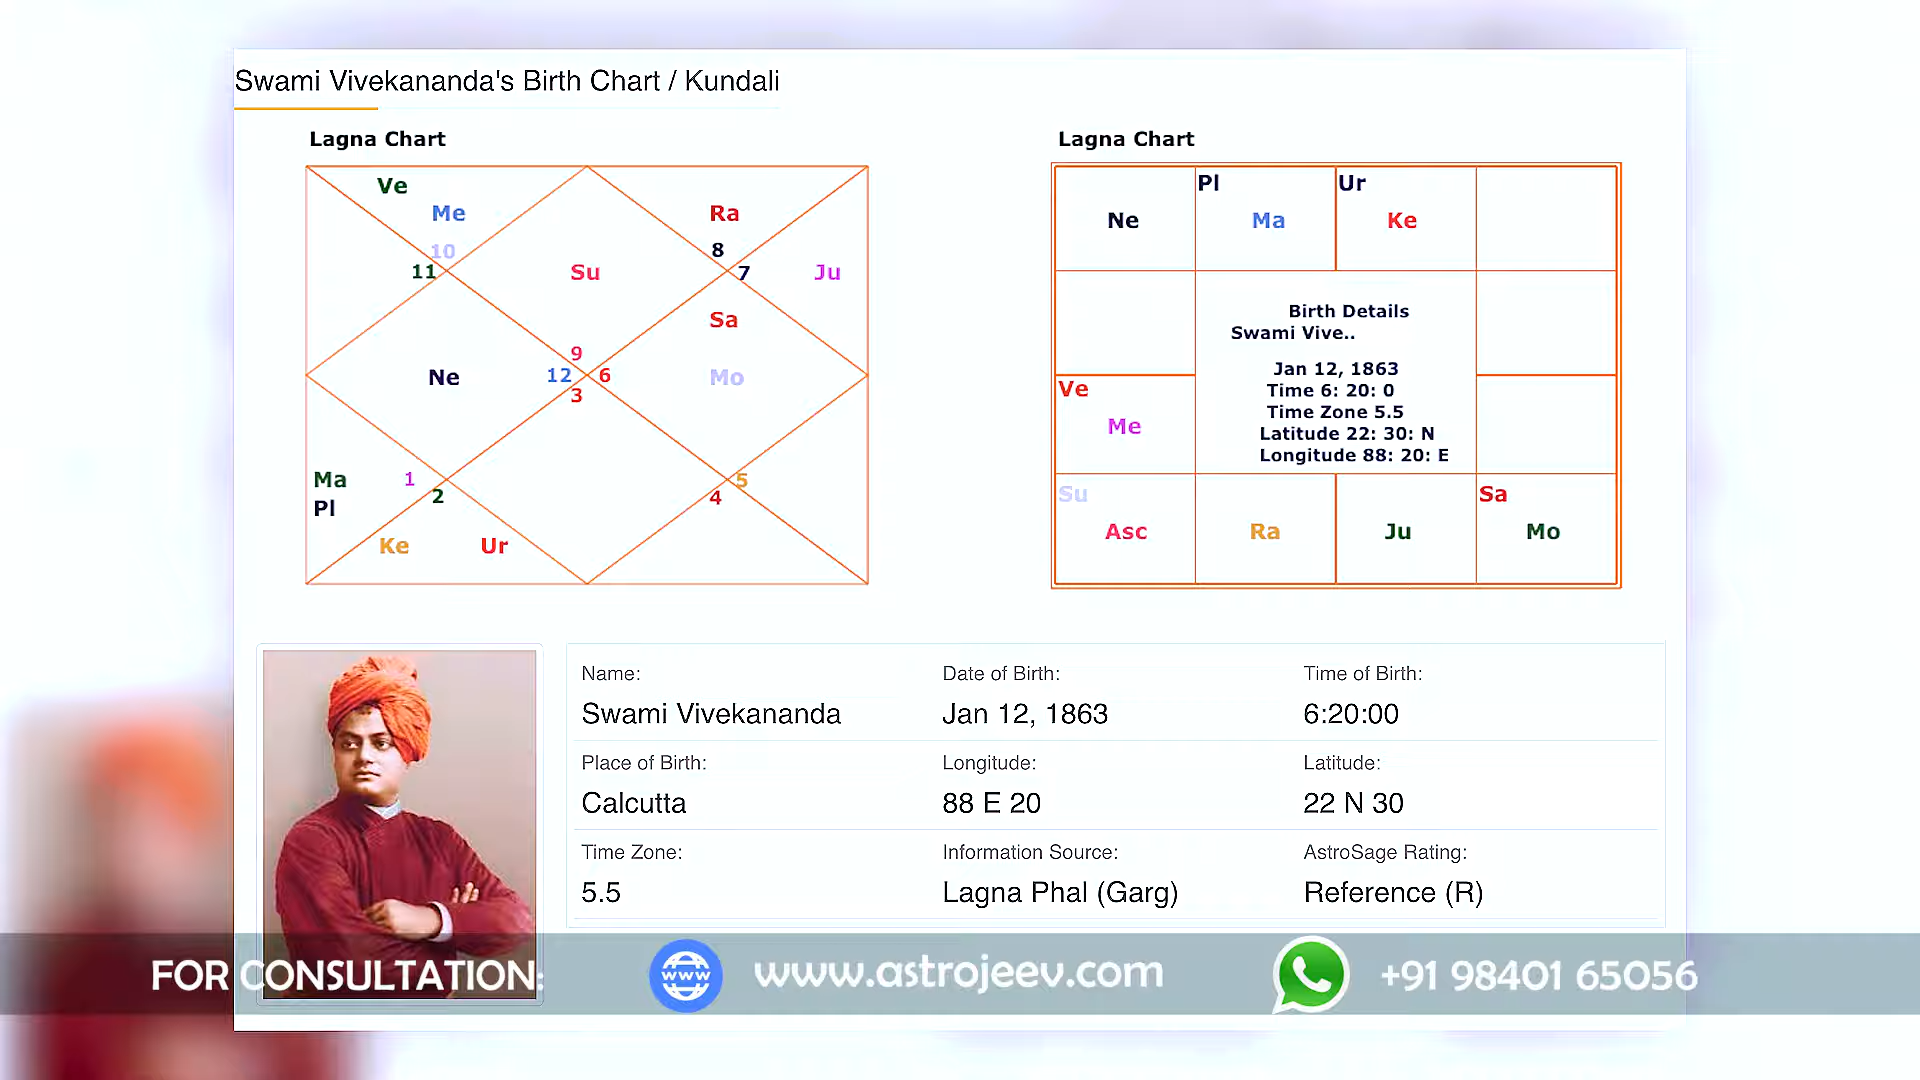 Swami Vivekananda's Birth Chart / Kundali
Lagna Chart
Ve
Me
10
11
Su
Ra
8
7
Ju
Sa
9
12
6
3
Ne
Mo
Ma
Pl
1
2
Ke
Ur
5
4
Lagna Chart
Ne
Pl
Ma
Ur
Ke
Birth Details
Swami Vive..
Jan 12, 1863
Time 6: 20: 0
Time Zone 5.5
Latitude 22: 30: N
Longitude 88: 20: E
Ve
Me
Su
Asc
Ra
Ju
Sa
Mo
Name: Date of Birth: Time of Birth:
Swami Vivekananda Jan 12, 1863 6:20:00
Place of Birth: Longitude: Latitude:
Calcutta 88 E 20 22 N 30
Time Zone: Information Source: AstroSage Rating:
5.5 Lagna Phal (Garg) Reference (R)
FOR CONSULTATION: www www.astrojeev.com +91 98401 65056